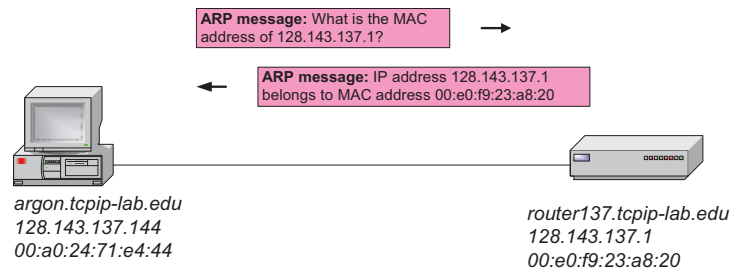 ARP message: What is the MAC
address of 128.143.137.1?
ARP message: IP address 128.143.137.1
belongs to MAC address 00:e0:f9:23:a8:20
argon.tcpip-lab.edu
128.143.137.144
00:a0:24:71:e4:44
router137.tcpip-lab.edu
128.143.137.1
00:e0:f9:23:a8:20